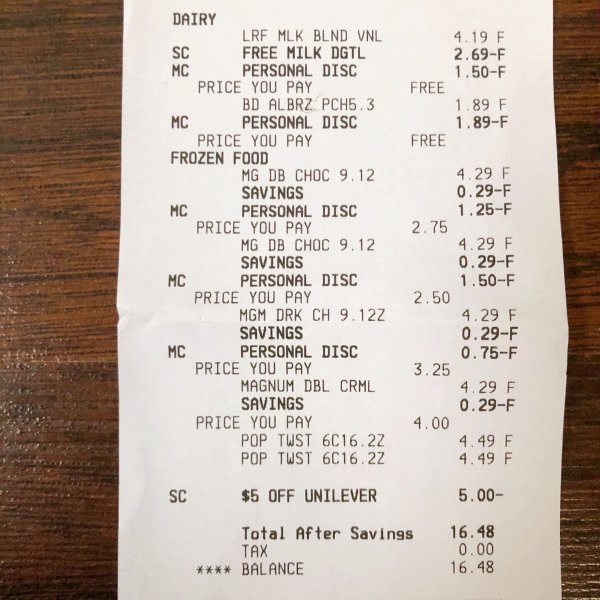 DAIRY
LRF MLK BLND VNL 4.19 F
SC FREE MILK DGTL 2.69-F
MC PERSONAL DISC 1.50-F
PRICE YOU PAY FREE
BD ALBRZ PCH5.3 1.89 F
MC PERSONAL DISC 1.89-F
PRICE YOU PAY FREE
FROZEN FOOD
MG DB CHOC 9.12 4.29 F
SAVINGS 0.29-F
MC PERSONAL DISC 1.25-F
PRICE YOU PAY 2.75
MG DB CHOC 9.12 4.29 F
SAVINGS 0.29-F
MC PERSONAL DISC 1.50-F
PRICE YOU PAY 2.50
MGM DRK CH 9.12Z 4.29 F
SAVINGS 0.29-F
MC PERSONAL DISC 0.75-F
PRICE YOU PAY 3.25
MAGNUM DBL CRML 4.29 F
SAVINGS 0.29-F
PRICE YOU PAY 4.00
POP TWST 6C16.2Z 4.49 F
POP TWST 6C16.2Z 4.49 F
SC $5 OFF UNILEVER 5.00-
Total After Savings 16.48
TAX 0.00
**** BALANCE 16.48